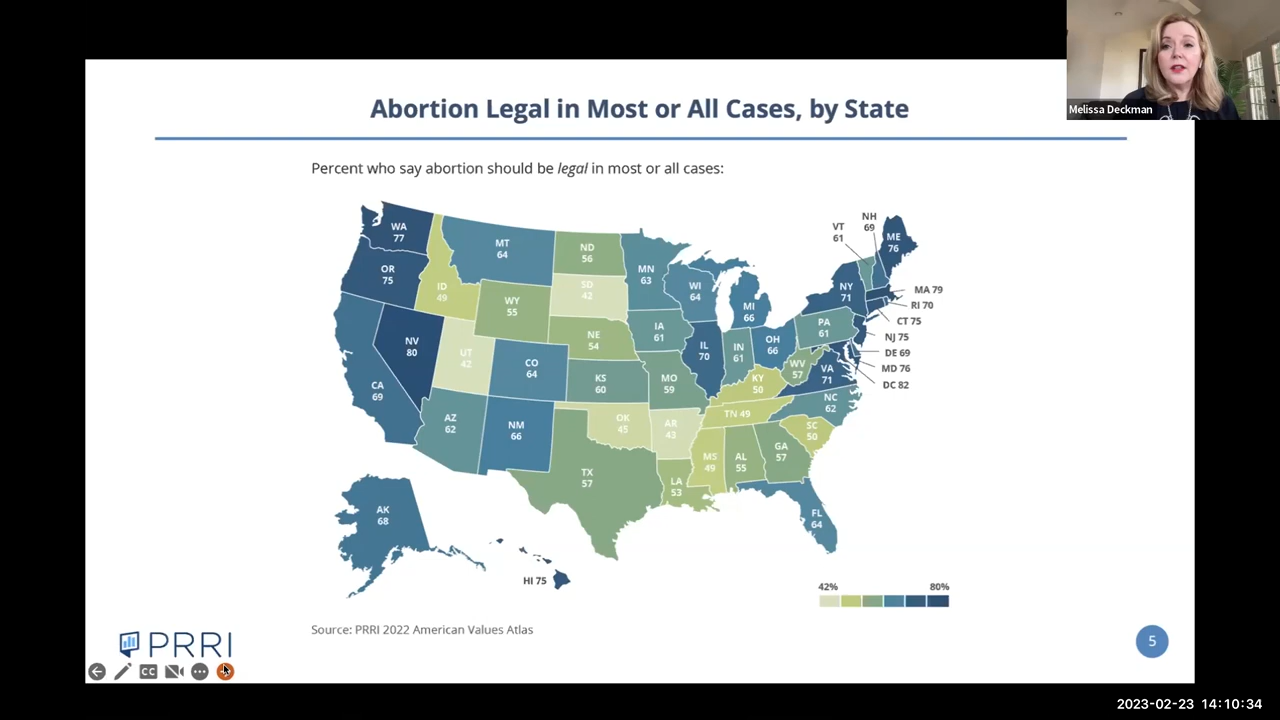 Melissa Deckman
Abortion Legal in Most or All Cases, by State
Percent who say abortion should be legal in most or all cases:
WA
77
OR
75
CA
69
NV
80
ID
49
MT
64
WY
55
UT
42
CO
64
AZ
62
NM
66
ND
56
SD
42
NE
54
KS
60
OK
45
TX
57
MN
63
IA
61
MO
59
AR
43
LA
53
WI
64
IL
70
MI
66
IN
61
OH
66
KY
50
TN 49
MS
49
AL
55
GA
57
FL
64
SC
50
NC
62
VA
71
WV
57
PA
61
NY
71
VT
61
NH
69
ME
76
MA 79
RI 70
CT 75
NJ 75
DE 69
MD 76
DC 82
AK
68
HI 75
42% 80%
Source: PRRI 2022 American Values Atlas
PRRI
5
CC
2023-02-23 14:10:34